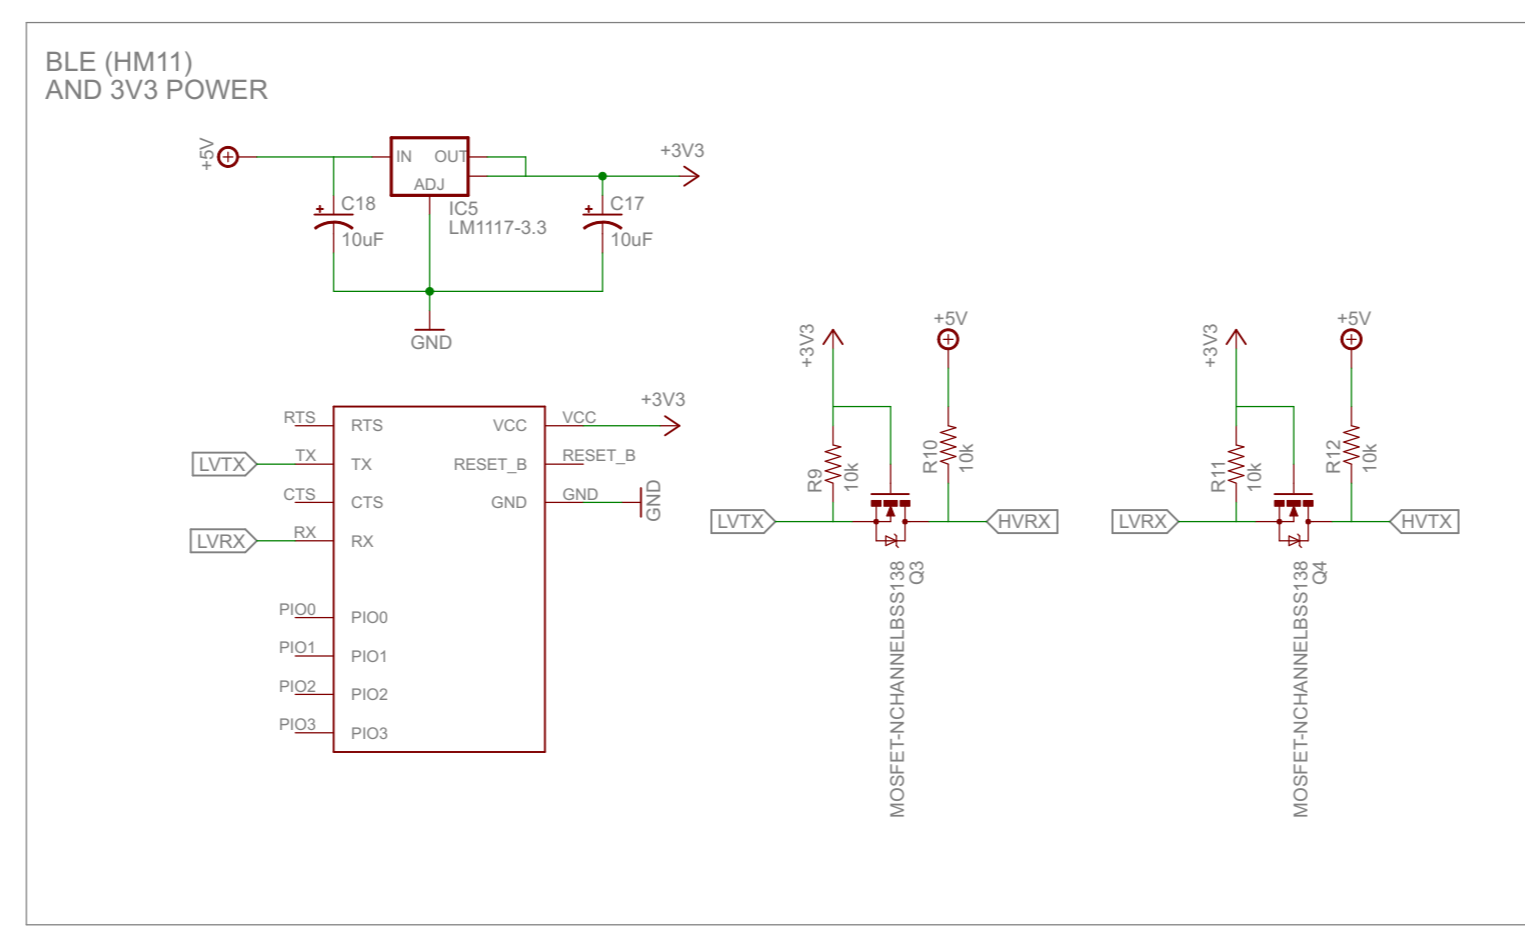 BLE (HM11)
AND 3V3 POWER
+5V
IN
OUT
ADJ
+3V3
C18
10uF
IC5
LM1117-3.3
C17
10uF
GND
RTS
TX
CTS
RX
PIO0
PIO1
PIO2
PIO3
LVTX
LVRX
RTS
TX
CTS
RX
PIO0
PIO1
PIO2
PIO3
VCC
RESET_B
GND
VCC
RESET_B
GND
+3V3
GND
+3V3
+5V
R9
10k
R10
10k
LVTX
HVRX
MOSFET-NCHANNELBSS138
Q3
+3V3
+5V
R11
10k
R12
10k
LVRX
HVTX
MOSFET-NCHANNELBSS138
Q4